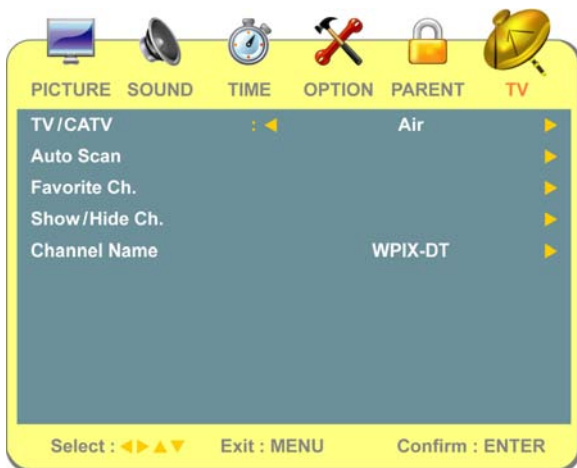 PICTURE SOUND TIME OPTION PARENT TV
TV/CATV : ◀ Air ▶
Auto Scan ▶
Favorite Ch. ▶
Show/Hide Ch. ▶
Channel Name WPIX-DT ▶
Select : ◀▶▲▼ Exit : MENU Confirm : ENTER